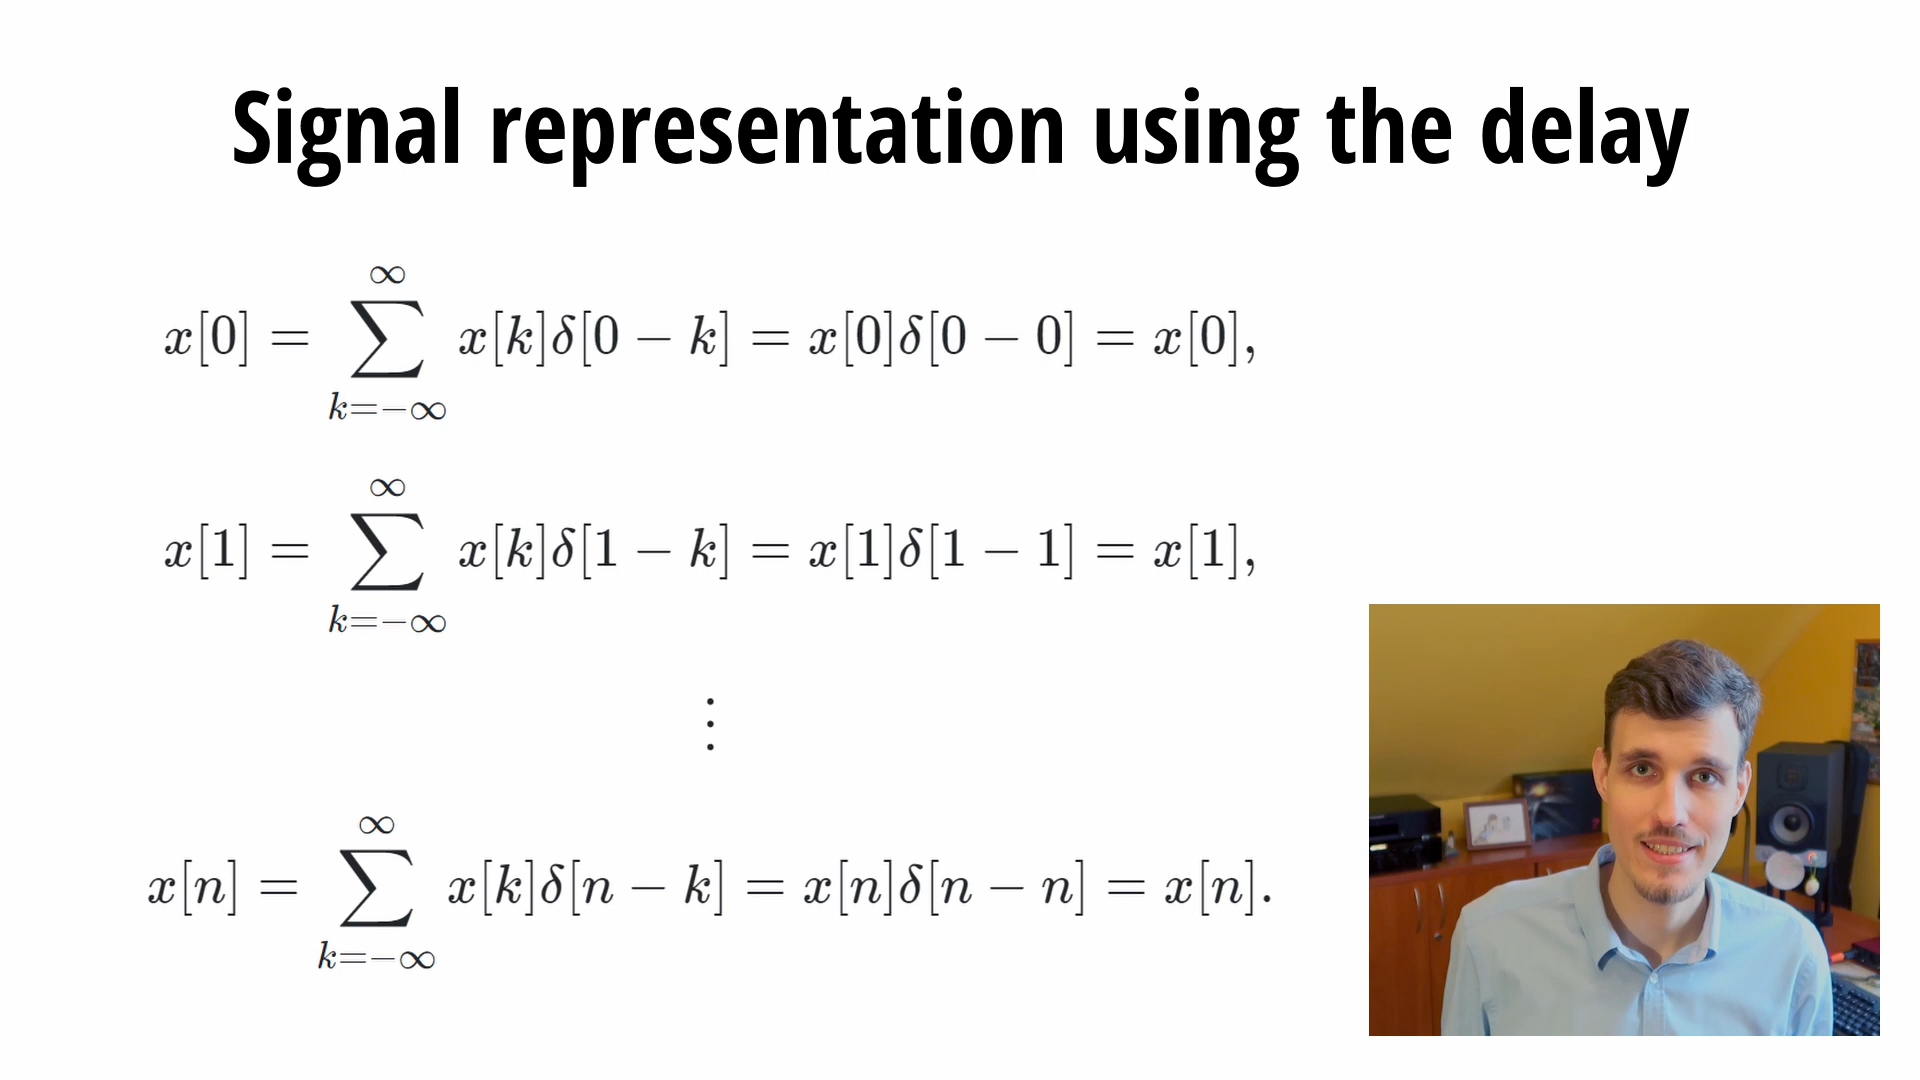 Signal representation using the delay
x[0] = ∑_{k=−∞}^{∞} x[k]δ[0 − k] = x[0]δ[0 − 0] = x[0],
x[1] = ∑_{k=−∞}^{∞} x[k]δ[1 − k] = x[1]δ[1 − 1] = x[1],
⋮
x[n] = ∑_{k=−∞}^{∞} x[k]δ[n − k] = x[n]δ[n − n] = x[n].